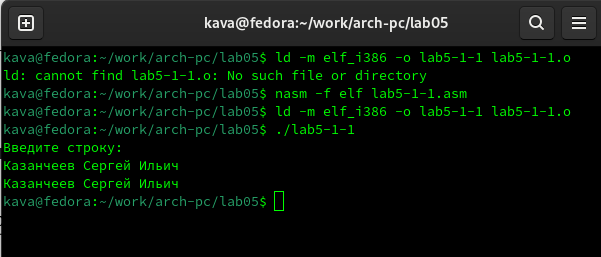 kava@fedora:~/work/arch-pc/lab05
kava@fedora:~/work/arch-pc/lab05$ ld -m elf_i386 -o lab5-1-1 lab5-1-1.o
ld: cannot find lab5-1-1.o: No such file or directory
kava@fedora:~/work/arch-pc/lab05$ nasm -f elf lab5-1-1.asm
kava@fedora:~/work/arch-pc/lab05$ ld -m elf_i386 -o lab5-1-1 lab5-1-1.o
kava@fedora:~/work/arch-pc/lab05$ ./lab5-1-1
Введите строку:
Казанчеев Сергей Ильич
Казанчеев Сергей Ильич
kava@fedora:~/work/arch-pc/lab05$